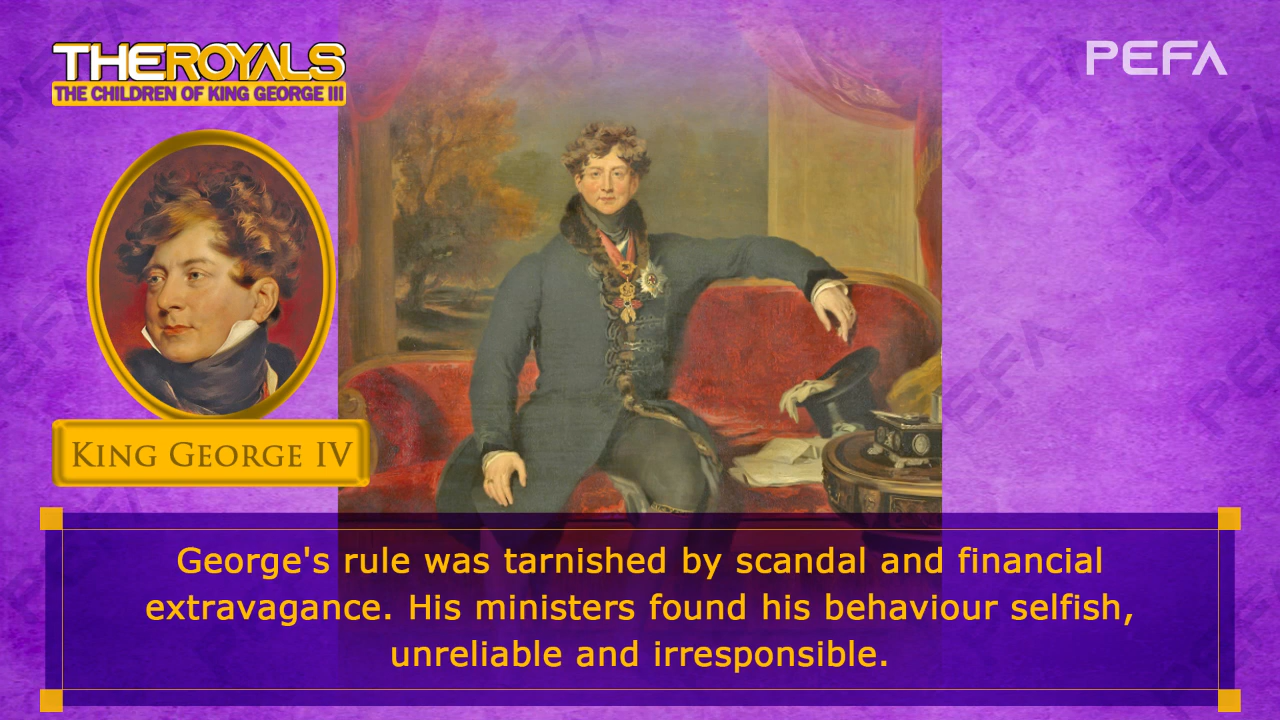 THEROYALS
THE CHILDREN OF KING GEORGE III
PEFA
KING GEORGE IV
George's rule was tarnished by scandal and financial
extravagance. His ministers found his behaviour selfish,
unreliable and irresponsible.